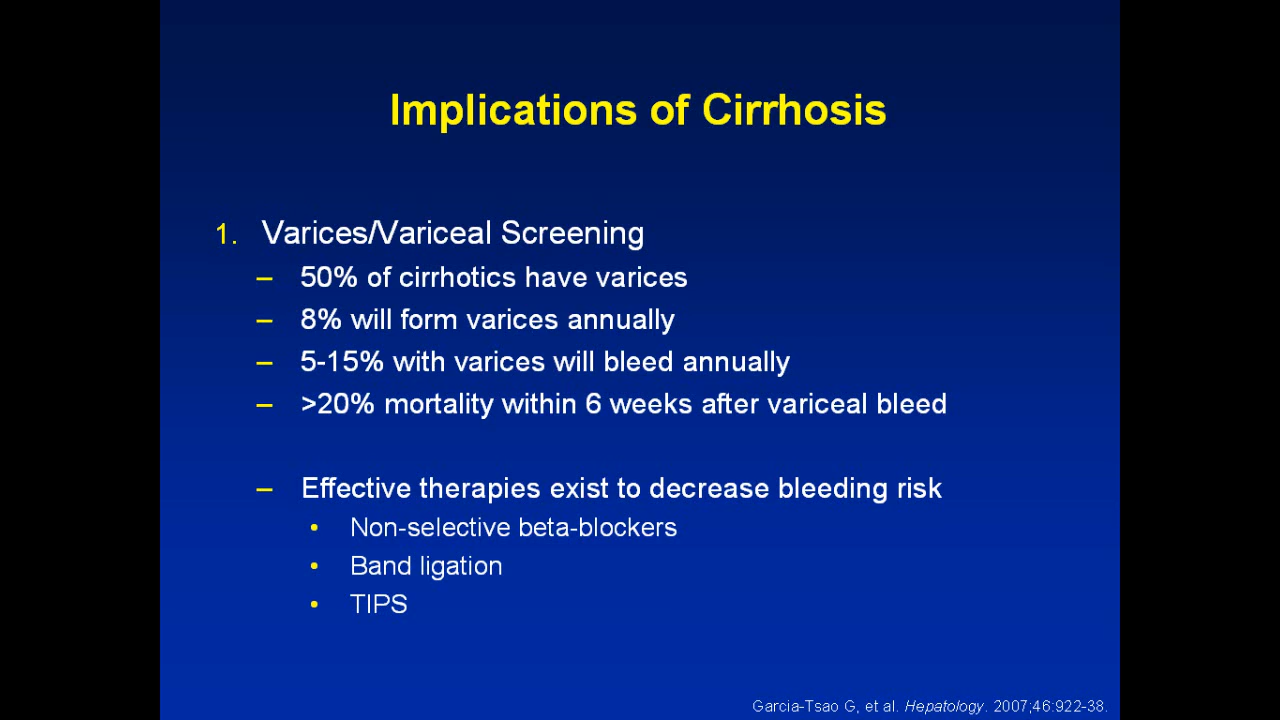 Implications of Cirrhosis
1. Varices/Variceal Screening
– 50% of cirrhotics have varices
– 8% will form varices annually
– 5-15% with varices will bleed annually
– >20% mortality within 6 weeks after variceal bleed
– Effective therapies exist to decrease bleeding risk
• Non-selective beta-blockers
• Band ligation
• TIPS
Garcia-Tsao G, et al. Hepatology. 2007;46:922-38.